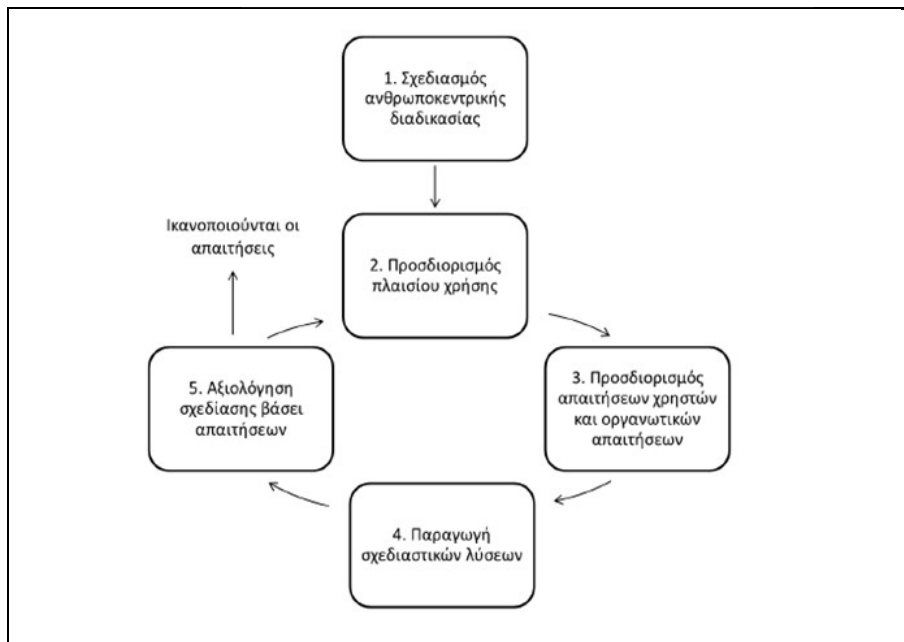 1. Σχεδιασμός
ανθρωποκεντρικής
διαδικασίας
Ικανοποιούνται οι
απαιτήσεις
2. Προσδιορισμός
πλαισίου χρήσης
5. Αξιολόγηση
σχεδίασης βάσει
απαιτήσεων
3. Προσδιορισμός
απαιτήσεων χρηστών
και οργανωτικών
απαιτήσεων
4. Παραγωγή
σχεδιαστικών λύσεων